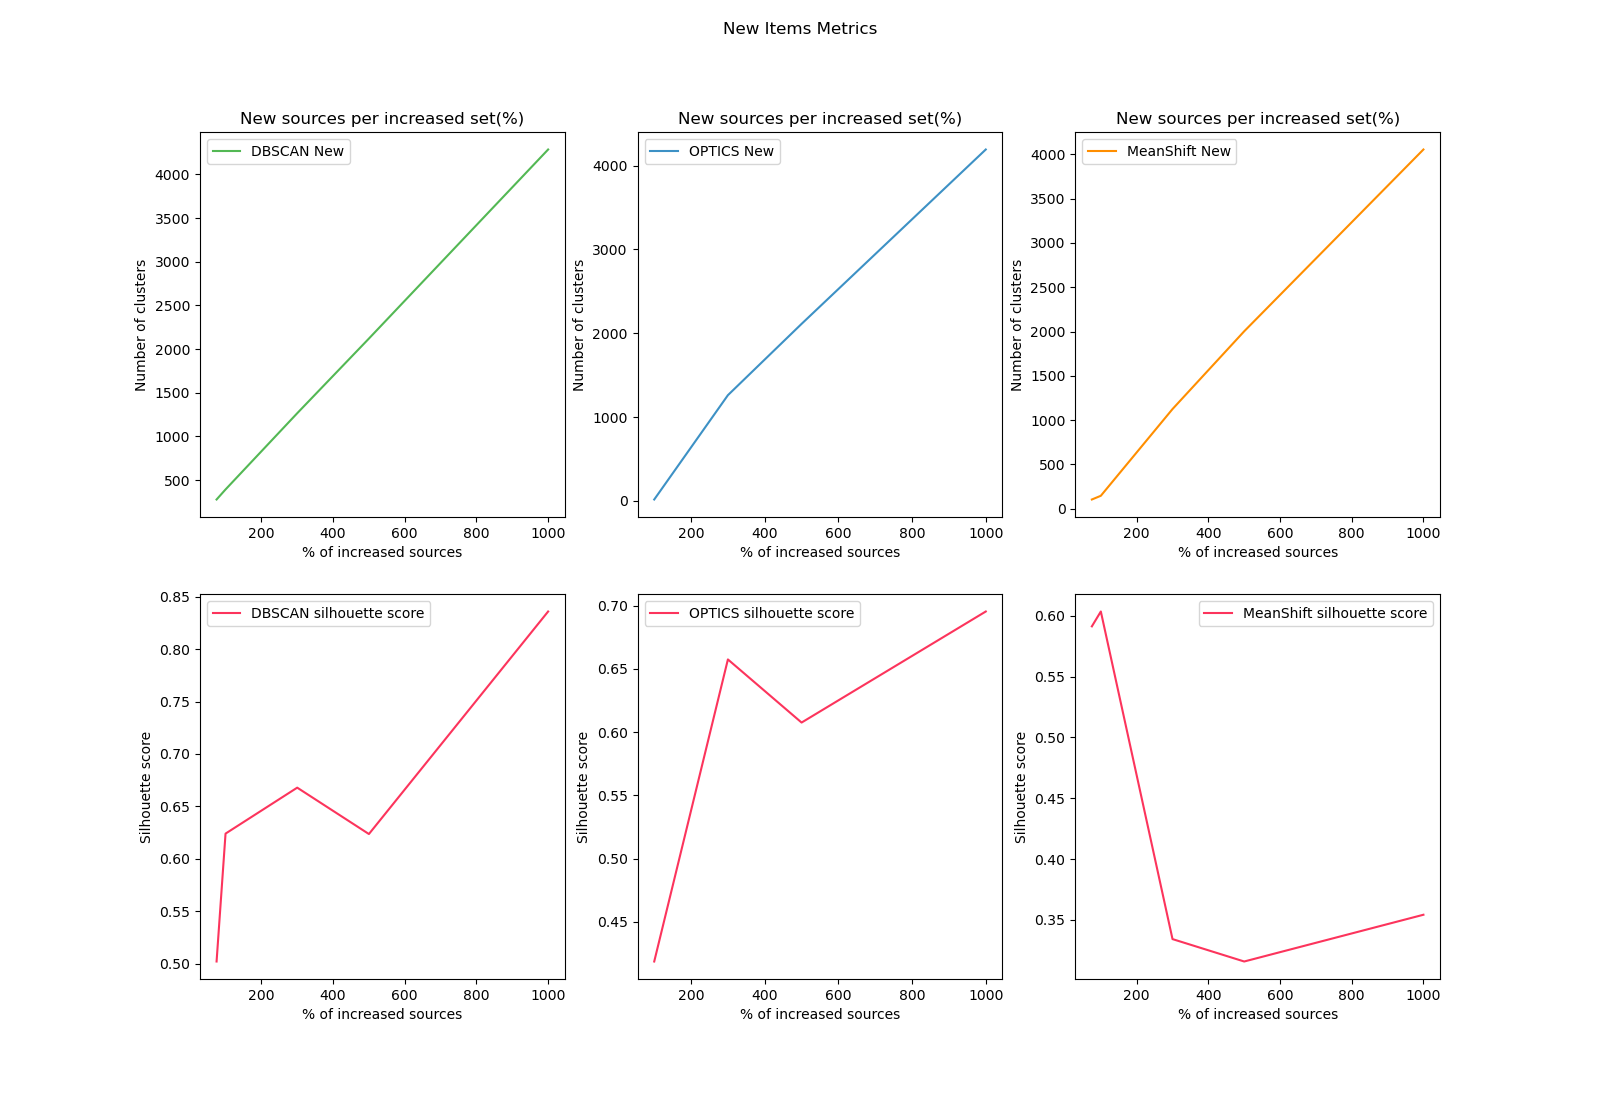 New Items Metrics
New sources per increased set(%)
DBSCAN New
Number of clusters
4000
3500
3000
2500
2000
1500
1000
500
200 400 600 800 1000
% of increased sources
New sources per increased set(%)
OPTICS New
Number of clusters
4000
3000
2000
1000
0
200 400 600 800 1000
% of increased sources
New sources per increased set(%)
MeanShift New
Number of clusters
4000
3500
3000
2500
2000
1500
1000
500
0
200 400 600 800 1000
% of increased sources
DBSCAN silhouette score
Silhouette score
0.85
0.80
0.75
0.70
0.65
0.60
0.55
0.50
200 400 600 800 1000
% of increased sources
OPTICS silhouette score
Silhouette score
0.70
0.65
0.60
0.55
0.50
0.45
200 400 600 800 1000
% of increased sources
MeanShift silhouette score
Silhouette score
0.60
0.55
0.50
0.45
0.40
0.35
200 400 600 800 1000
% of increased sources